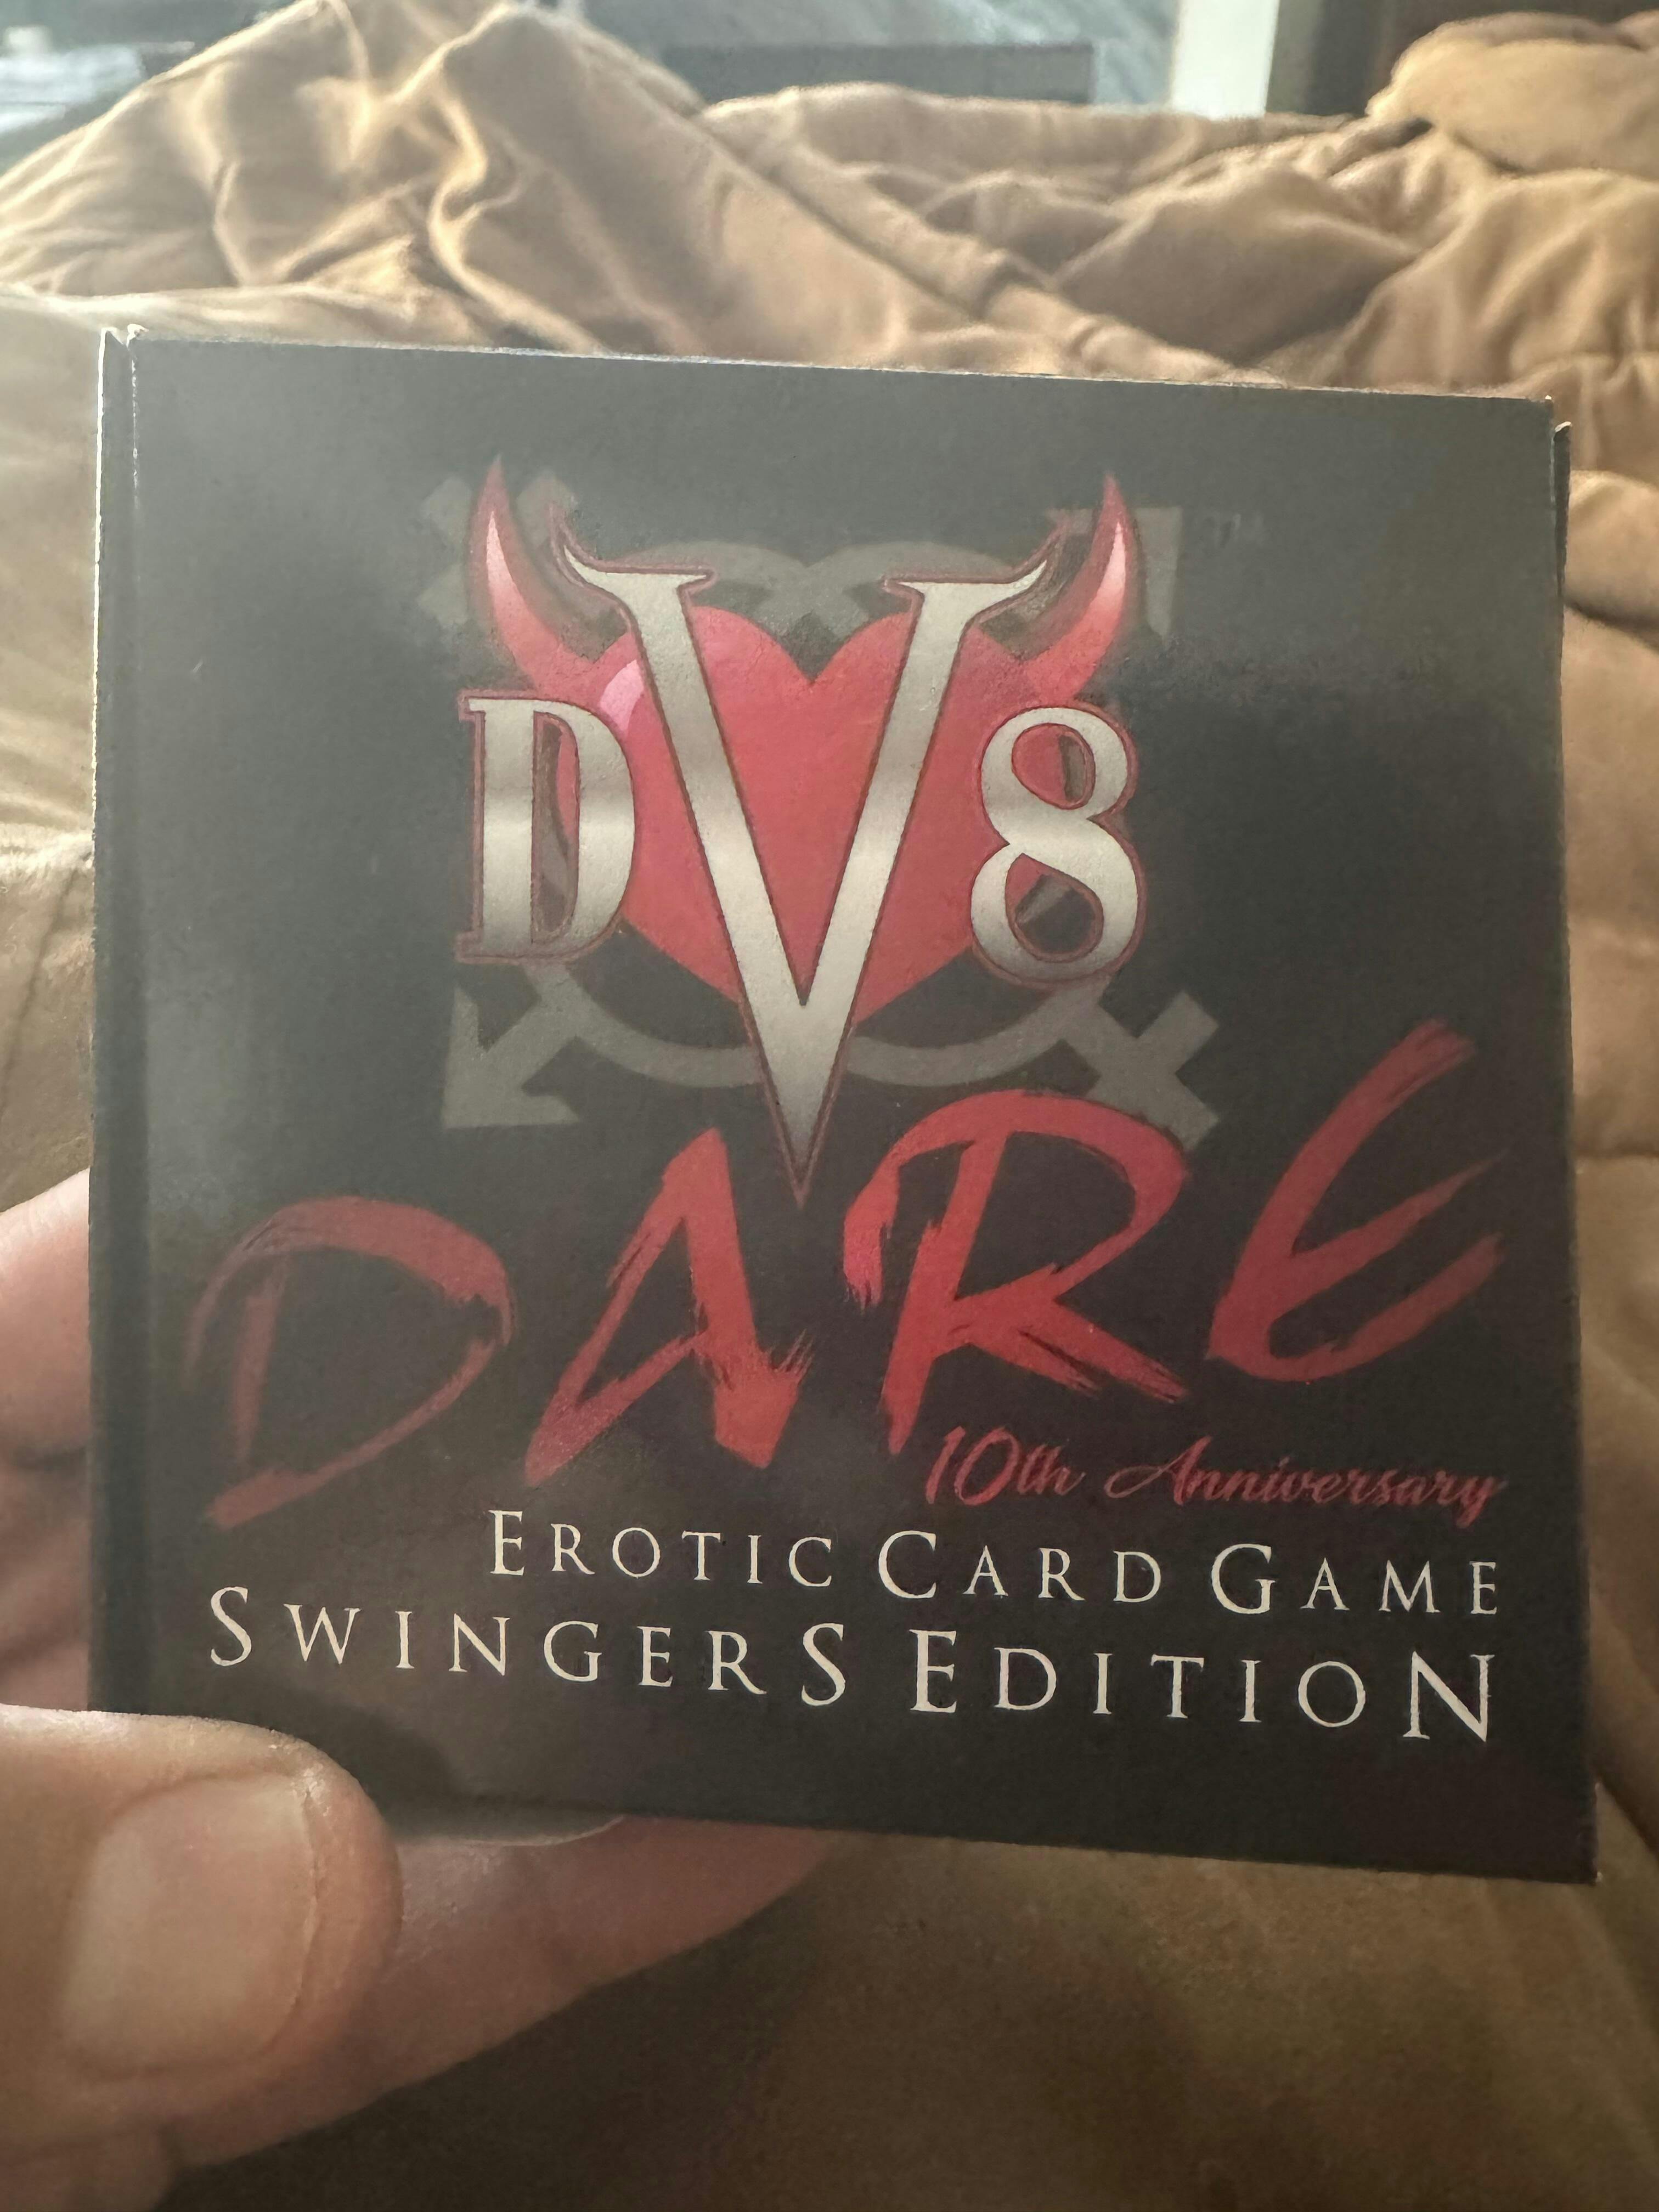 DV8
DARE
10th Anniversary
EROTIC CARD GAME
SWINGERS EDITION